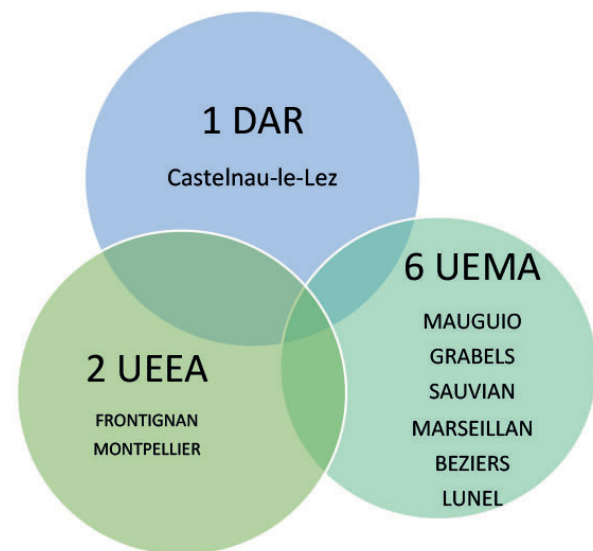 1 DAR
Castelnau-le-Lez
6 UEMA
MAUGUIO
GRABELS
SAUVIAN
MARSEILLAN
BEZIERS
LUNEL
2 UEEA
FRONTIGNAN
MONTPELLIER